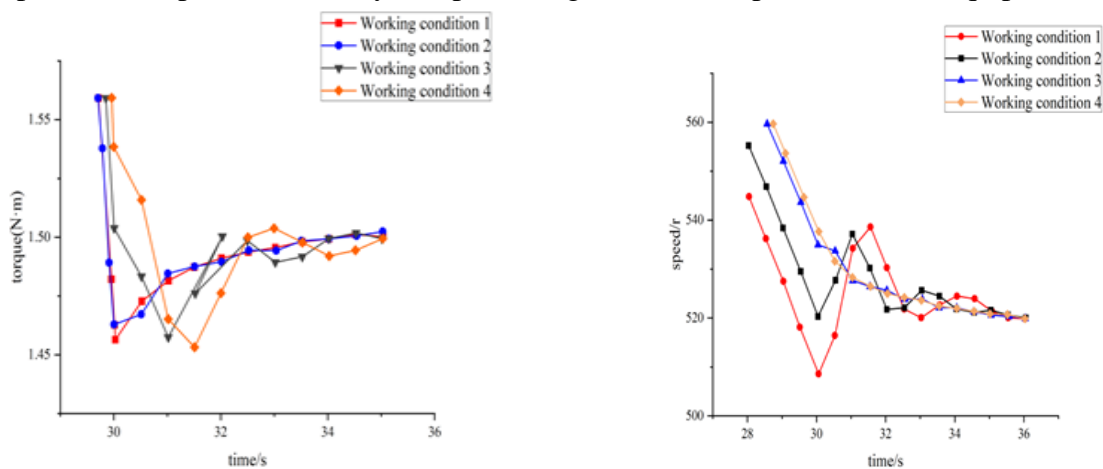 Working condition 1
Working condition 2
Working condition 3
Working condition 4
torque(N·m)
1.55
1.50
1.45
30
32
34
36
time/s
Working condition 1
Working condition 2
Working condition 3
Working condition 4
speed/r
560
540
520
500
28
30
32
34
36
time/s